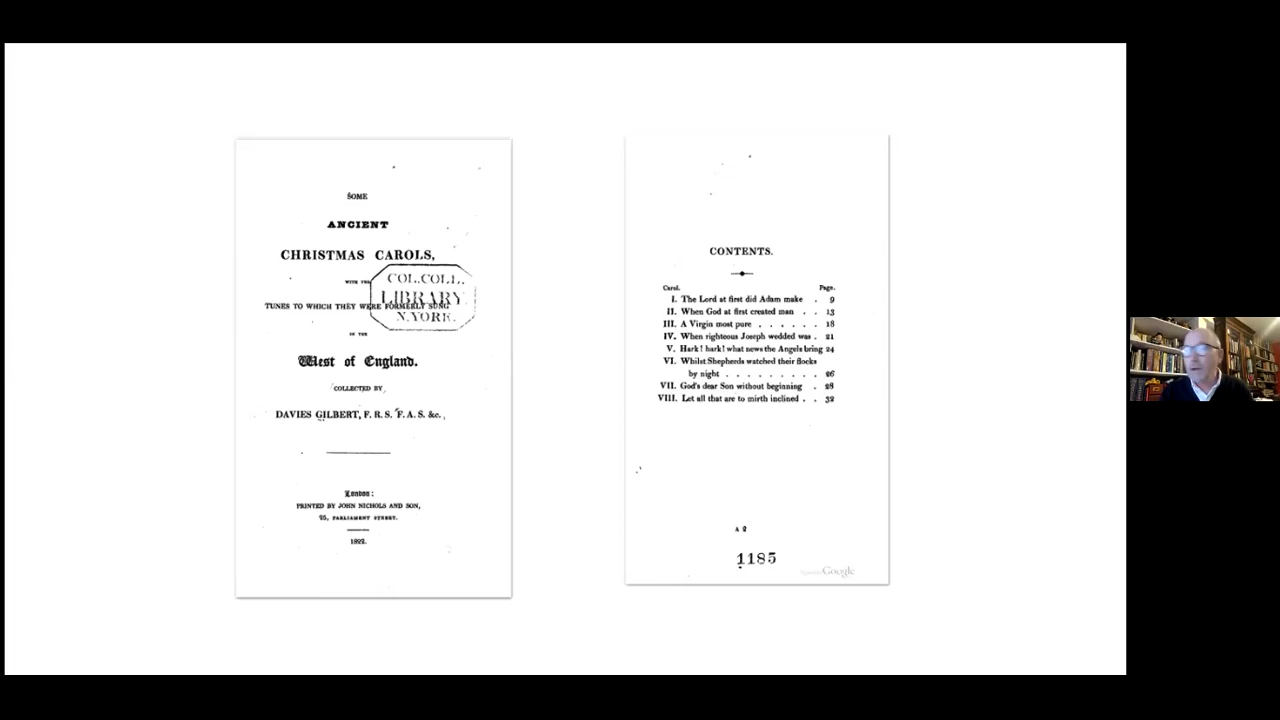 SOME
ANCIENT
CHRISTMAS CAROLS,
WITH THE
TUNES TO WHICH THEY WERE FORMERLY SUNG
IN THE
West of England.
COLLECTED BY
DAVIES GILBERT, F. R. S. F. A. S. &c.
London:
PRINTED BY JOHN NICHOLS AND SON,
25, PARLIAMENT STREET.
1822.
COL.COLL.
LIBRARY.
N.YORK.
CONTENTS.
Carol. Page.
I. The Lord at first did Adam make . 9
II. When God at first created man . . 13
III. A Virgin most pure . . . . . . 18
IV. When righteous Joseph wedded was . 21
V. Hark! hark! what news the Angels bring 24
VI. Whilst Shepherds watched their flocks
by night . . . . . . . . . 26
VII. God's dear Son without beginning . 28
VIII. Let all that are to mirth inclined . . 32
A 2
1185
Google